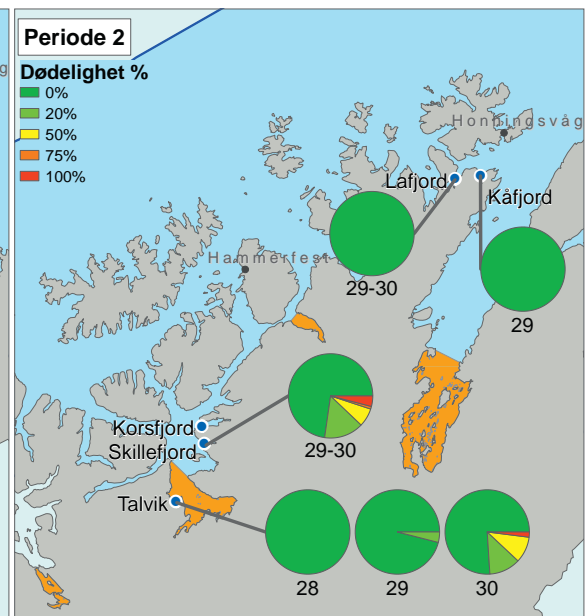 Periode 2
Dødelighet %
0%
20%
50%
75%
100%
Honningsvåg
Lafjord
Kåfjord
Hammerfest
29-30
29
Korsfjord
Skillefjord
29-30
Talvik
28
29
30